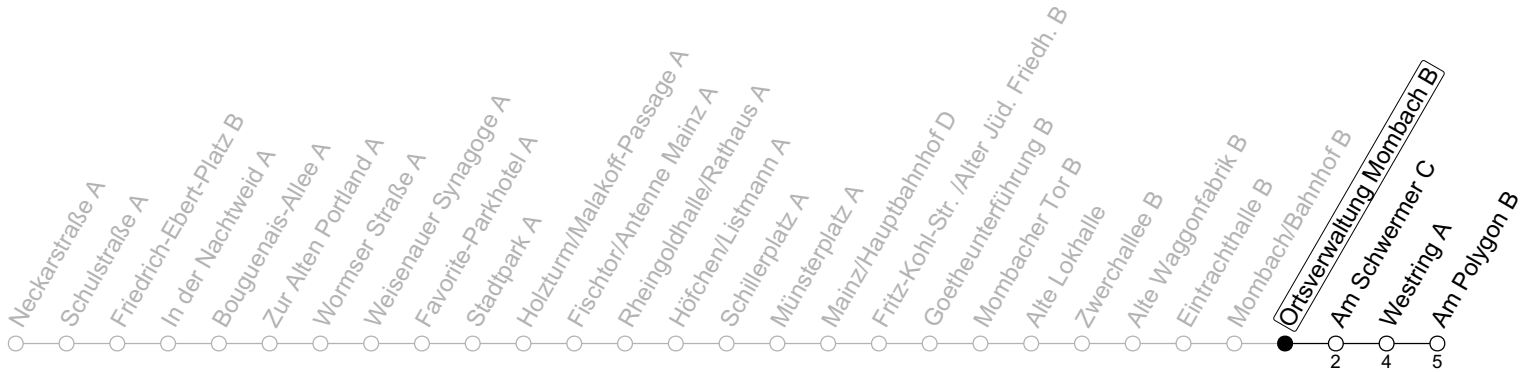 Neckarstraße A
Schulstraße A
Friedrich-Ebert-Platz B
In der Nachtweid A
Bouguenais-Allee A
Zur Alten Portland A
Wormser Straße A
Weisenauer Synagoge A
Favorite-Parkhotel A
Stadtpark A
Holzturm/Malakoff-Passage A
Fischtor/Antenne Mainz A
Rheingoldhalle/Rathaus A
Höfchen/Listmann A
Schillerplatz A
Münsterplatz A
Mainz/Hauptbahnhof D
Fritz-Kohl-Str. /Alter Jüd. Friedh. B
Goetheunterführung B
Mombacher Tor B
Alte Lokhalle
Zwerchallee B
Alte Waggonfabrik B
Eintrachthalle B
Mombach/Bahnhof B
Ortsverwaltung Mombach B
Am Schwermer C
Westring A
Am Polygon B
2 4 5